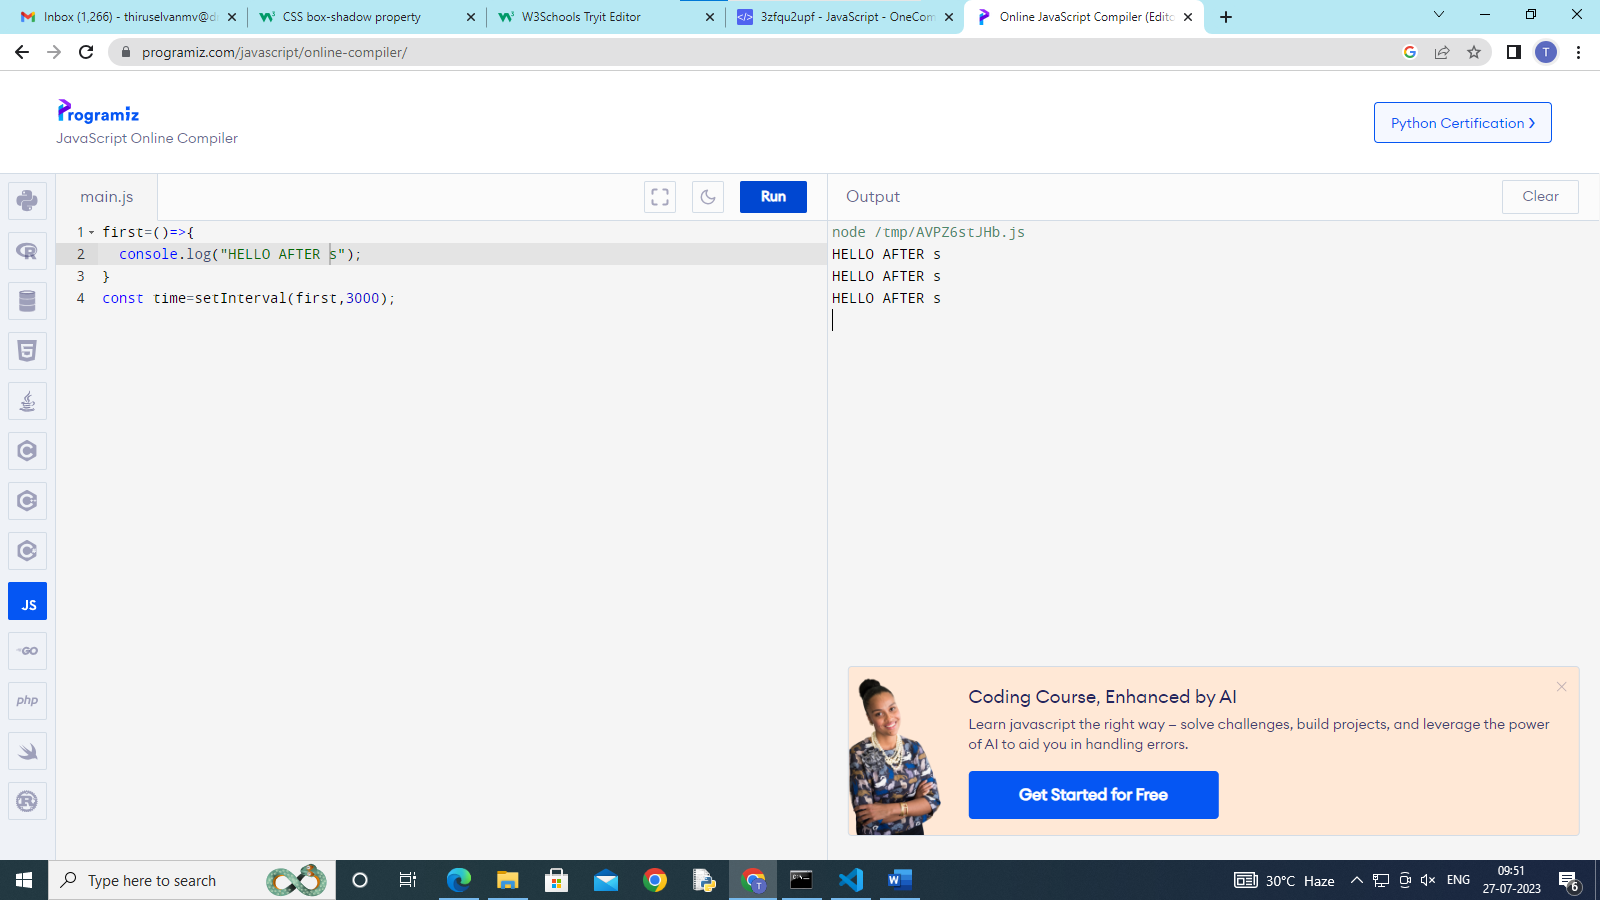 Inbox (1,266) - thiruselvanmv@d
CSS box-shadow property
W3Schools Tryit Editor
3zfqu2upf - JavaScript - OneCom
Online JavaScript Compiler (Edito
programiz.com/javascript/online-compiler/
T
Programiz
JavaScript Online Compiler
Python Certification
main.js
Run
Output
Clear
1 first=()=>{
2 console.log("HELLO AFTER s");
3 }
4 const time=setInterval(first,3000);
node /tmp/AVPZ6stJHb.js
HELLO AFTER s
HELLO AFTER s
HELLO AFTER s
JS
GO
php
Coding Course, Enhanced by AI
Learn javascript the right way – solve challenges, build projects, and leverage the power
of AI to aid you in handling errors.
Get Started for Free
Type here to search
30°C Haze
ENG
09:51
27-07-2023
6